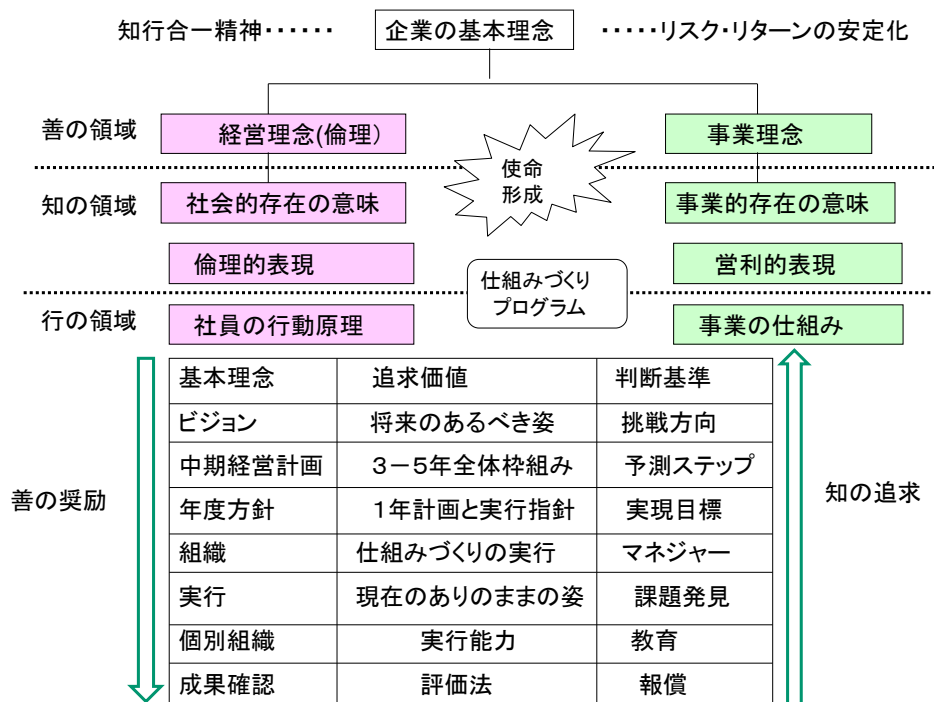 知行合一精神‥‥‥ 企業の基本理念 ‥‥・リスク・リターンの安定化
善の領域 経営理念(倫理） 事業理念
使命
形成
知の領域 社会的存在の意味 事業的存在の意味
倫理的表現 営利的表現
仕組みづくり
プログラム
行の領域 社員の行動原理 事業の仕組み
基本理念 追求価値 判断基準
ビジョン 将来のあるべき姿 挑戦方向
中期経営計画 ３－５年全体枠組み 予測ステップ
善の奨励 知の追求
年度方針 １年計画と実行指針 実現目標
組織 仕組みづくりの実行 マネジャー
実行 現在のありのままの姿 課題発見
個別組織 実行能力 教育
成果確認 評価法 報償